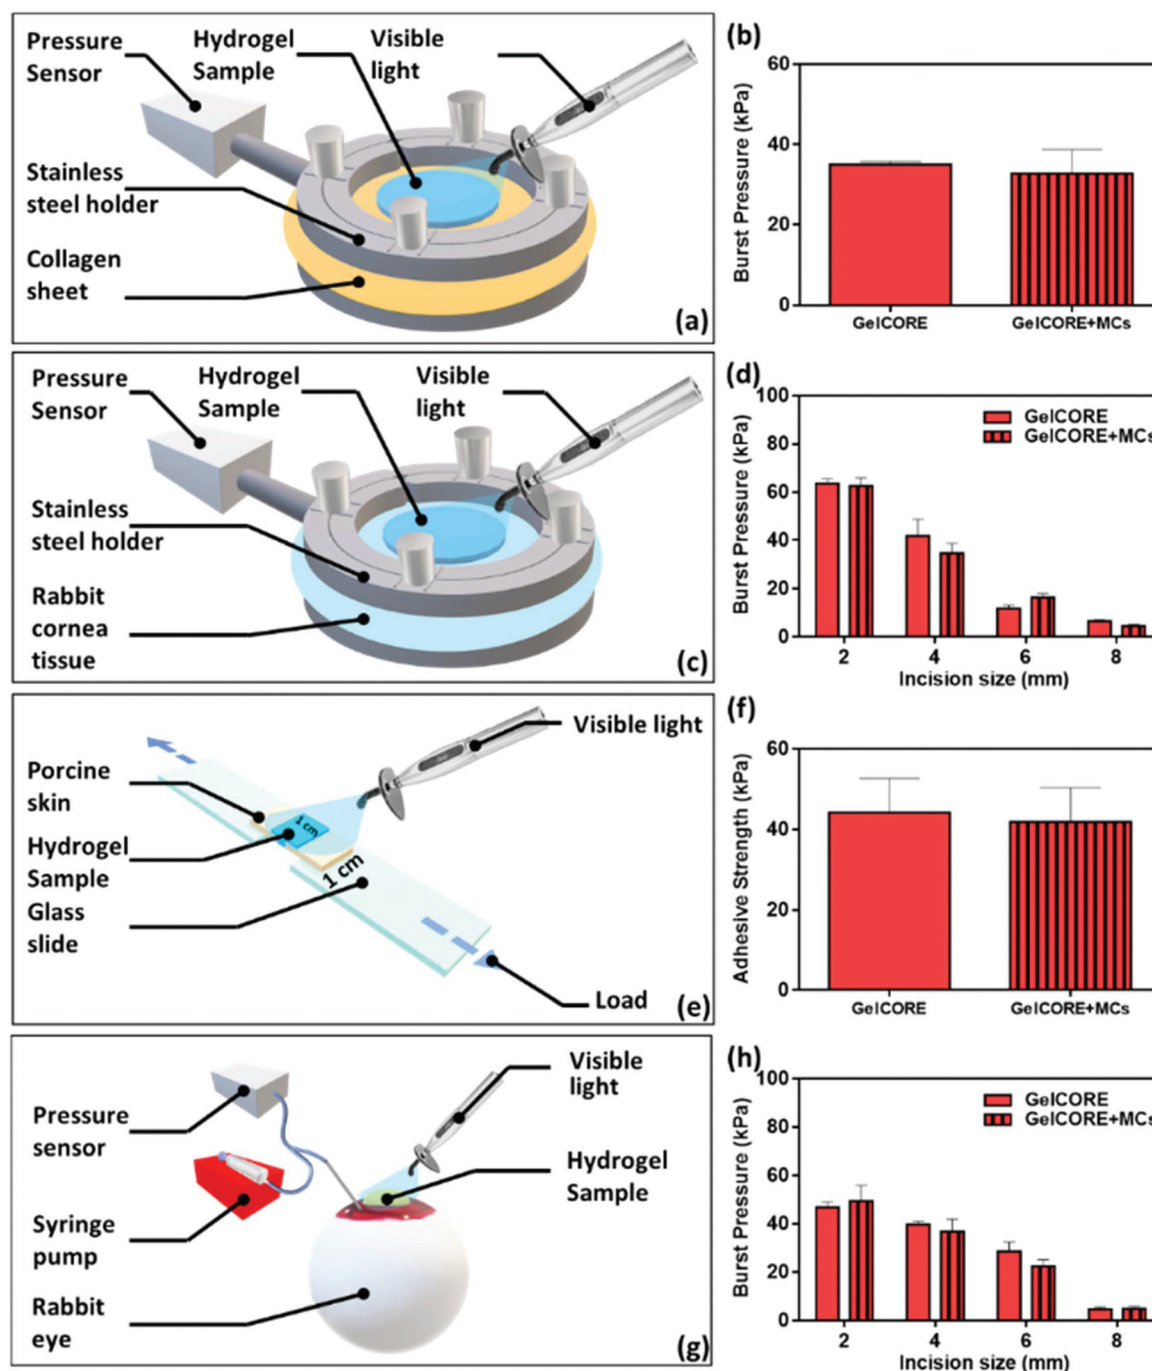 Pressure
Sensor
Hydrogel
Sample
Visible
light
Stainless
steel holder
Collagen
sheet
(a)
(b)
Burst Pressure (kPa)
60
40
20
0
GelCORE
GelCORE+MCs
Pressure
Sensor
Hydrogel
Sample
Visible
light
Stainless
steel holder
Rabbit
cornea
tissue
(c)
(d)
Burst Pressure (kPa)
100
80
60
40
20
0
GelCORE
GelCORE+MCs
2
4
6
8
Incision size (mm)
Visible light
Porcine
skin
1 cm
Hydrogel
Sample
1 cm
Glass
slide
Load
(e)
(f)
Adhesive Strength (kPa)
60
40
20
0
GelCORE
GelCORE+MCs
Visible
light
Pressure
sensor
Hydrogel
Sample
Syringe
pump
Rabbit
eye
(g)
(h)
Burst Pressure (kPa)
100
80
60
40
20
0
GelCORE
GelCORE+MCs
2
4
6
8
Incision size (mm)